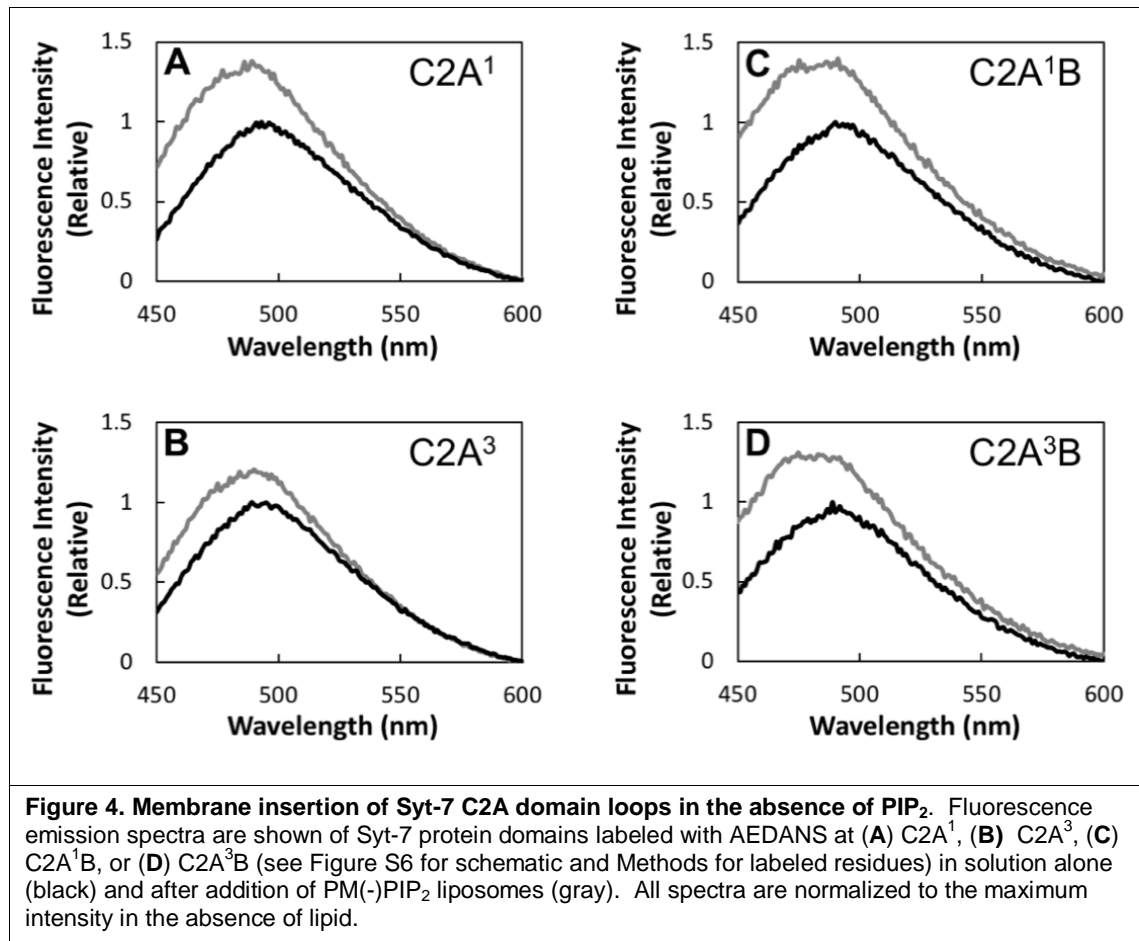 A
C2A¹
Fluorescence Intensity
(Relative)
1.5
1
0.5
0
450 500 550 600
Wavelength (nm)
C
C2A¹B
Fluorescence Intensity
(Relative)
1.5
1
0.5
0
450 500 550 600
Wavelength (nm)
B
C2A³
Fluorescence Intensity
(Relative)
1.5
1
0.5
0
450 500 550 600
Wavelength (nm)
D
C2A³B
Fluorescence Intensity
(Relative)
1.5
1
0.5
0
450 500 550 600
Wavelength (nm)
Figure 4. Membrane insertion of Syt-7 C2A domain loops in the absence of PIP₂. Fluorescence
emission spectra are shown of Syt-7 protein domains labeled with AEDANS at (A) C2A¹, (B) C2A³, (C)
C2A¹B, or (D) C2A³B (see Figure S6 for schematic and Methods for labeled residues) in solution alone
(black) and after addition of PM(-)PIP₂ liposomes (gray). All spectra are normalized to the maximum
intensity in the absence of lipid.